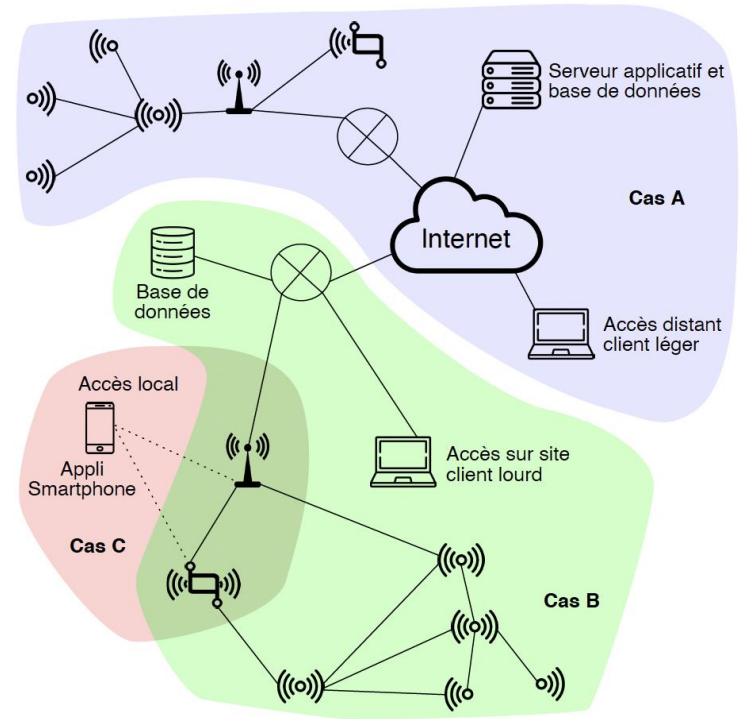 Serveur applicatif et
base de données
Cas A
Internet
Base de
données
Accès distant
client léger
Accès local
Appli
Smartphone
Accès sur site
client lourd
Cas C
Cas B